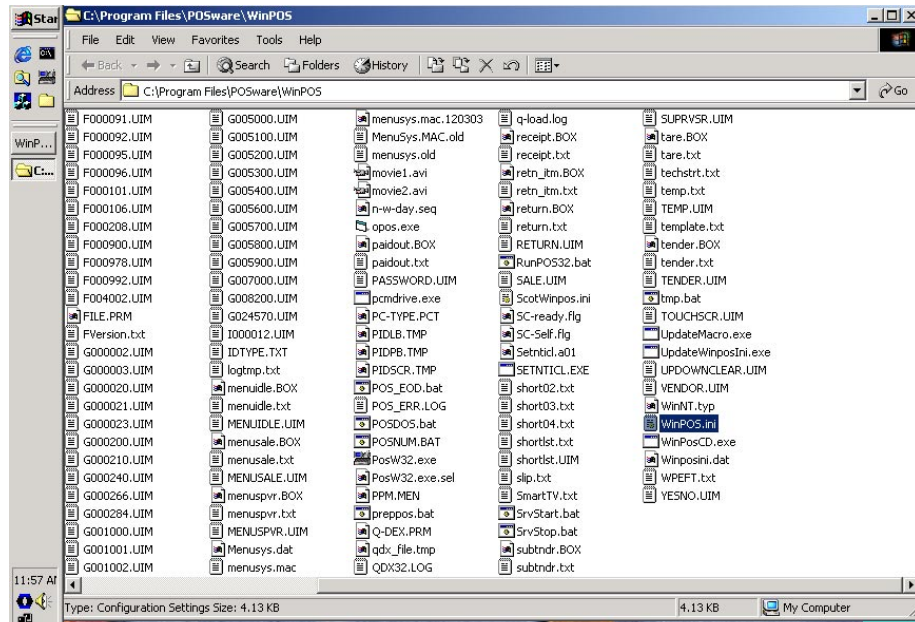 Star
C:\Program Files\POSware\WinPOS
File Edit View Favorites Tools Help
Back Search Folders History
Address C:\Program Files\POSware\WinPOS Go
WinP...
C:...
F000091.UIM G005000.UIM menusys.mac.120303 q-load.log SUPRVSR.UIM
F000092.UIM G005100.UIM MenuSys.MAC.old receipt.BOX tare.BOX
F000095.UIM G005200.UIM menusys.old receipt.txt tare.txt
F000096.UIM G005300.UIM movie1.avi retn_itm.BOX techstrt.txt
F000101.UIM G005400.UIM movie2.avi retn_itm.txt temp.txt
F000106.UIM G005600.UIM n-w-day.seq return.BOX TEMP.UIM
F000208.UIM G005700.UIM opos.exe return.txt template.txt
F000900.UIM G005800.UIM paidout.BOX RETURN.UIM tender.BOX
F000978.UIM G005900.UIM paidout.txt RunPOS32.bat tender.txt
F000992.UIM G007000.UIM PASSWORD.UIM SALE.UIM TENDER.UIM
F004002.UIM G008200.UIM pcmdrive.exe ScotWinpos.ini tmp.bat
FILE.PRM G024570.UIM PC-TYPE.PCT SC-ready.flg TOUCHSCR.UIM
FVersion.txt I000012.UIM PIDLB.TMP SC-Self.flg UpdateMacro.exe
G000002.UIM IDTYPE.TXT PIDPB.TMP Setnticl.a01 UpdateWinposIni.exe
G000003.UIM logtmp.txt PIDSCR.TMP SETNTICL.EXE UPDOWNCLEAR.UIM
G000020.UIM menuidle.BOX POS_EOD.bat short02.txt VENDOR.UIM
G000021.UIM menuidle.txt POS_ERR.LOG short03.txt WinNT.typ
G000023.UIM MENUIDLE.UIM POSDOS.bat short04.txt WinPOS.ini
G000200.UIM menusale.BOX POSNUM.BAT shortlst.txt WinPosCD.exe
G000210.UIM menusale.txt PosW32.exe shortlst.UIM Winposini.dat
G000240.UIM MENUSALE.UIM PosW32.exe.sel slip.txt WPEFT.txt
G000266.UIM menuspvr.BOX PPM.MEN SmartTV.txt YESNO.UIM
G000284.UIM menuspvr.txt preppos.bat SrvStart.bat
G001000.UIM MENUSPVR.UIM Q-DEX.PRM SrvStop.bat
G001001.UIM Menusys.dat qdx_file.tmp subtndr.BOX
G001002.UIM menusys.mac QDX32.LOG subtndr.txt
11:57 AM
Type: Configuration Settings Size: 4.13 KB 4.13 KB My Computer